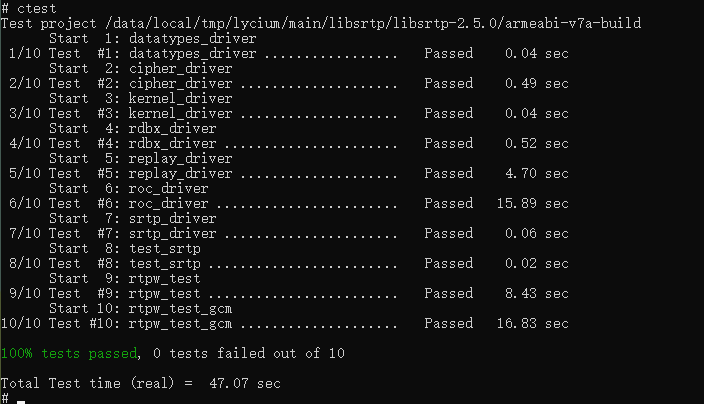 # ctest
Test project /data/local/tmp/lycium/main/libsrtp/libsrtp-2.5.0/armeabi-v7a-build
      Start  1: datatypes_driver
 1/10 Test  #1: datatypes_driver .................   Passed    0.04 sec
      Start  2: cipher_driver
 2/10 Test  #2: cipher_driver ....................   Passed    0.49 sec
      Start  3: kernel_driver
 3/10 Test  #3: kernel_driver ....................   Passed    0.04 sec
      Start  4: rdbx_driver
 4/10 Test  #4: rdbx_driver ......................   Passed    0.52 sec
      Start  5: replay_driver
 5/10 Test  #5: replay_driver ....................   Passed    4.70 sec
      Start  6: roc_driver
 6/10 Test  #6: roc_driver .......................   Passed   15.89 sec
      Start  7: srtp_driver
 7/10 Test  #7: srtp_driver ......................   Passed    0.06 sec
      Start  8: test_srtp
 8/10 Test  #8: test_srtp ........................   Passed    0.02 sec
      Start  9: rtpw_test
 9/10 Test  #9: rtpw_test ........................   Passed    8.43 sec
      Start 10: rtpw_test_gcm
10/10 Test #10: rtpw_test_gcm ....................   Passed   16.83 sec

100% tests passed, 0 tests failed out of 10

Total Test time (real) =  47.07 sec
#